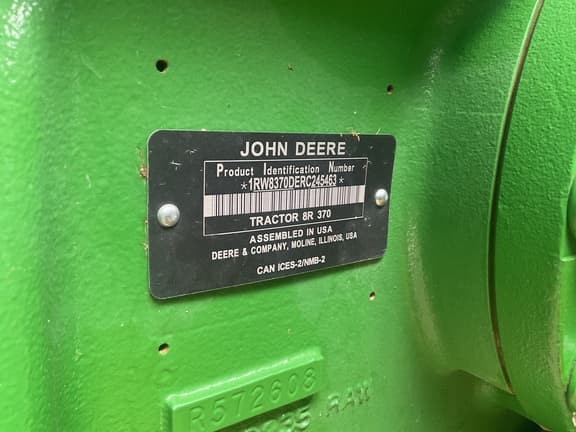 JOHN DEERE
Product Identification Number
*1RW8370DERC245463*
TRACTOR 8R 370
ASSEMBLED IN USA
DEERE & COMPANY, MOLINE, ILLINOIS, USA
CAN ICES-2/NMB-2
R572608
RAW